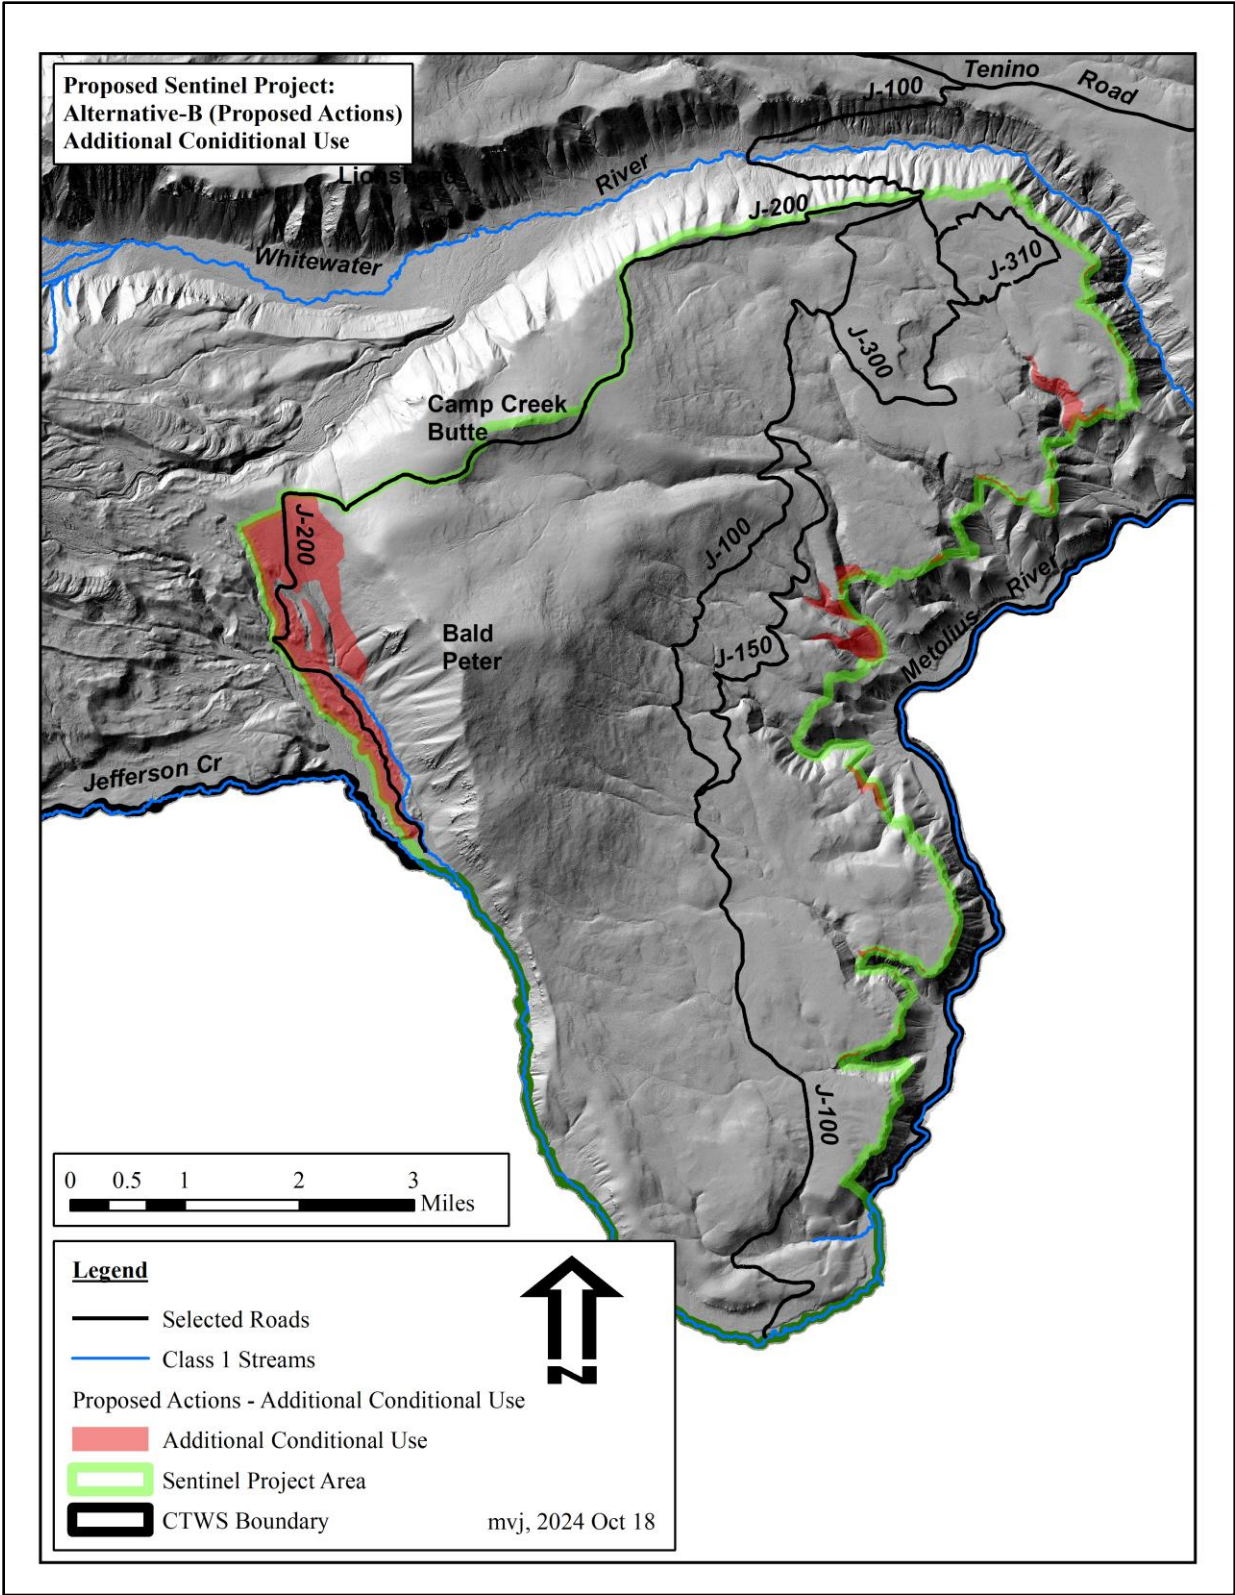 Proposed Sentinel Project:
Alternative-B (Proposed Actions)
Additional Coniditional Use
Tenino
Road
J-100
Lionshead
River
Whitewater
J-200
J-310
J-300
Camp Creek
Butte
J-200
J-100
River
Metolius
Bald
Peter
J-150
Jefferson Cr
J-100
0 0.5 1 2 3
Miles
Legend
Selected Roads
Class 1 Streams
Proposed Actions - Additional Conditional Use
Additional Conditional Use
Sentinel Project Area
CTWS Boundary
mvj, 2024 Oct 18
N